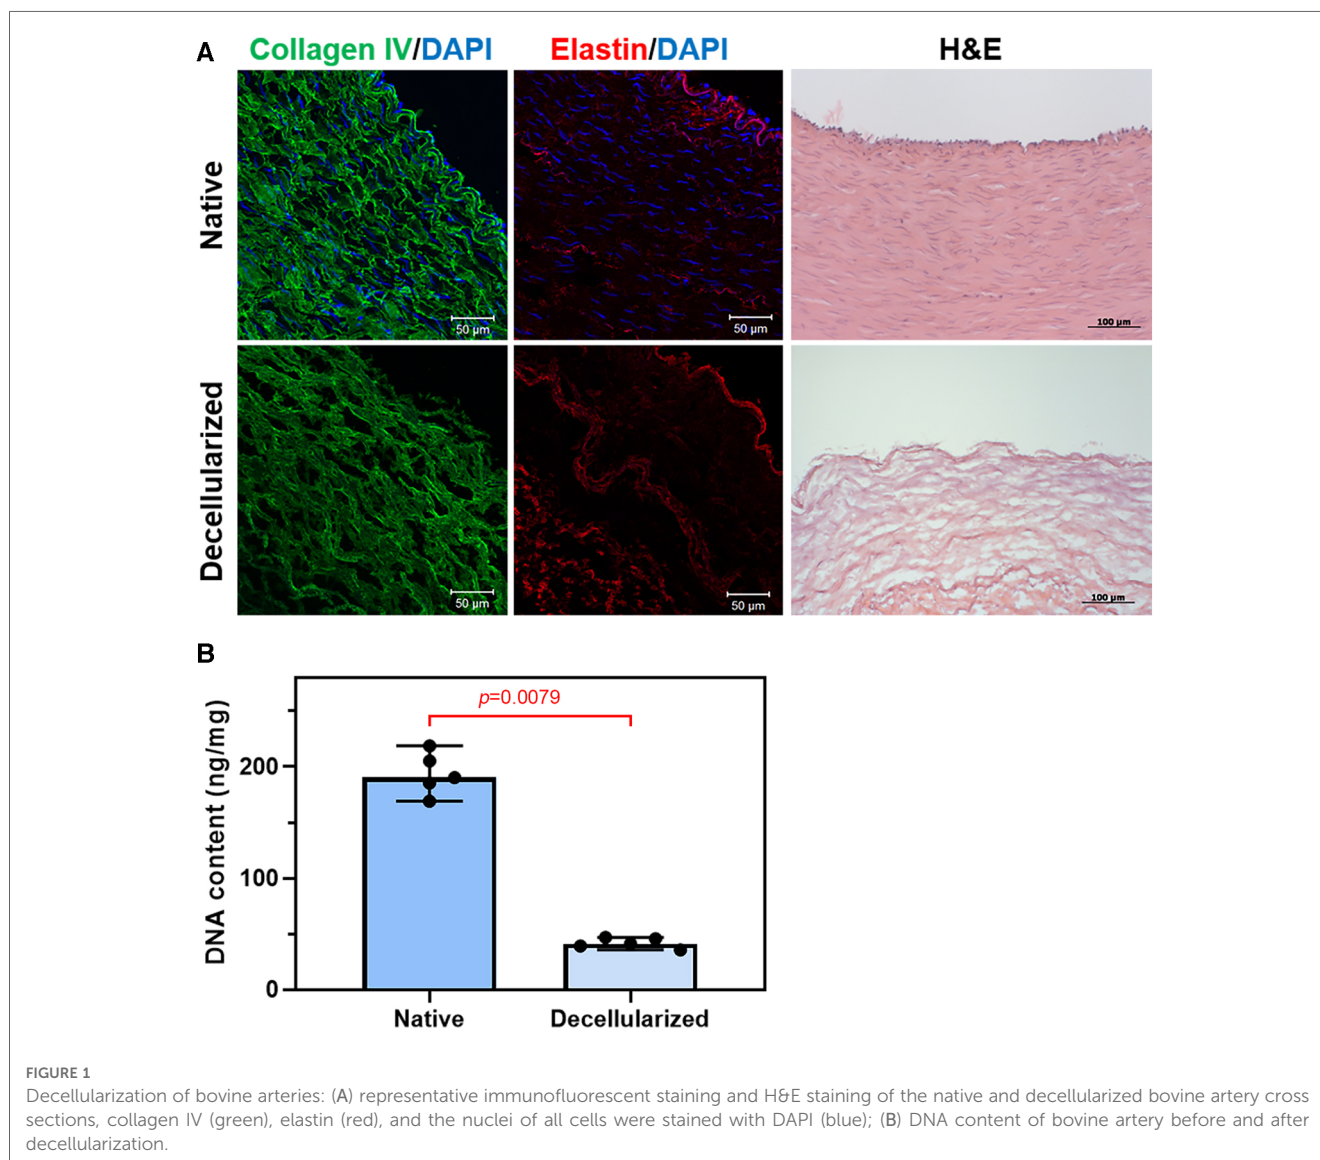 A
Collagen IV/DAPI
Elastin/DAPI
H&E
Native
50 µm
50 µm
100 µm
Decellularized
50 µm
50 µm
100 µm
B
DNA content (ng/mg)
p=0.0079
200
100
0
Native
Decellularized
FIGURE 1
Decellularization of bovine arteries: (A) representative immunofluorescent staining and H&E staining of the native and decellularized bovine artery cross
sections, collagen IV (green), elastin (red), and the nuclei of all cells were stained with DAPI (blue); (B) DNA content of bovine artery before and after
decellularization.